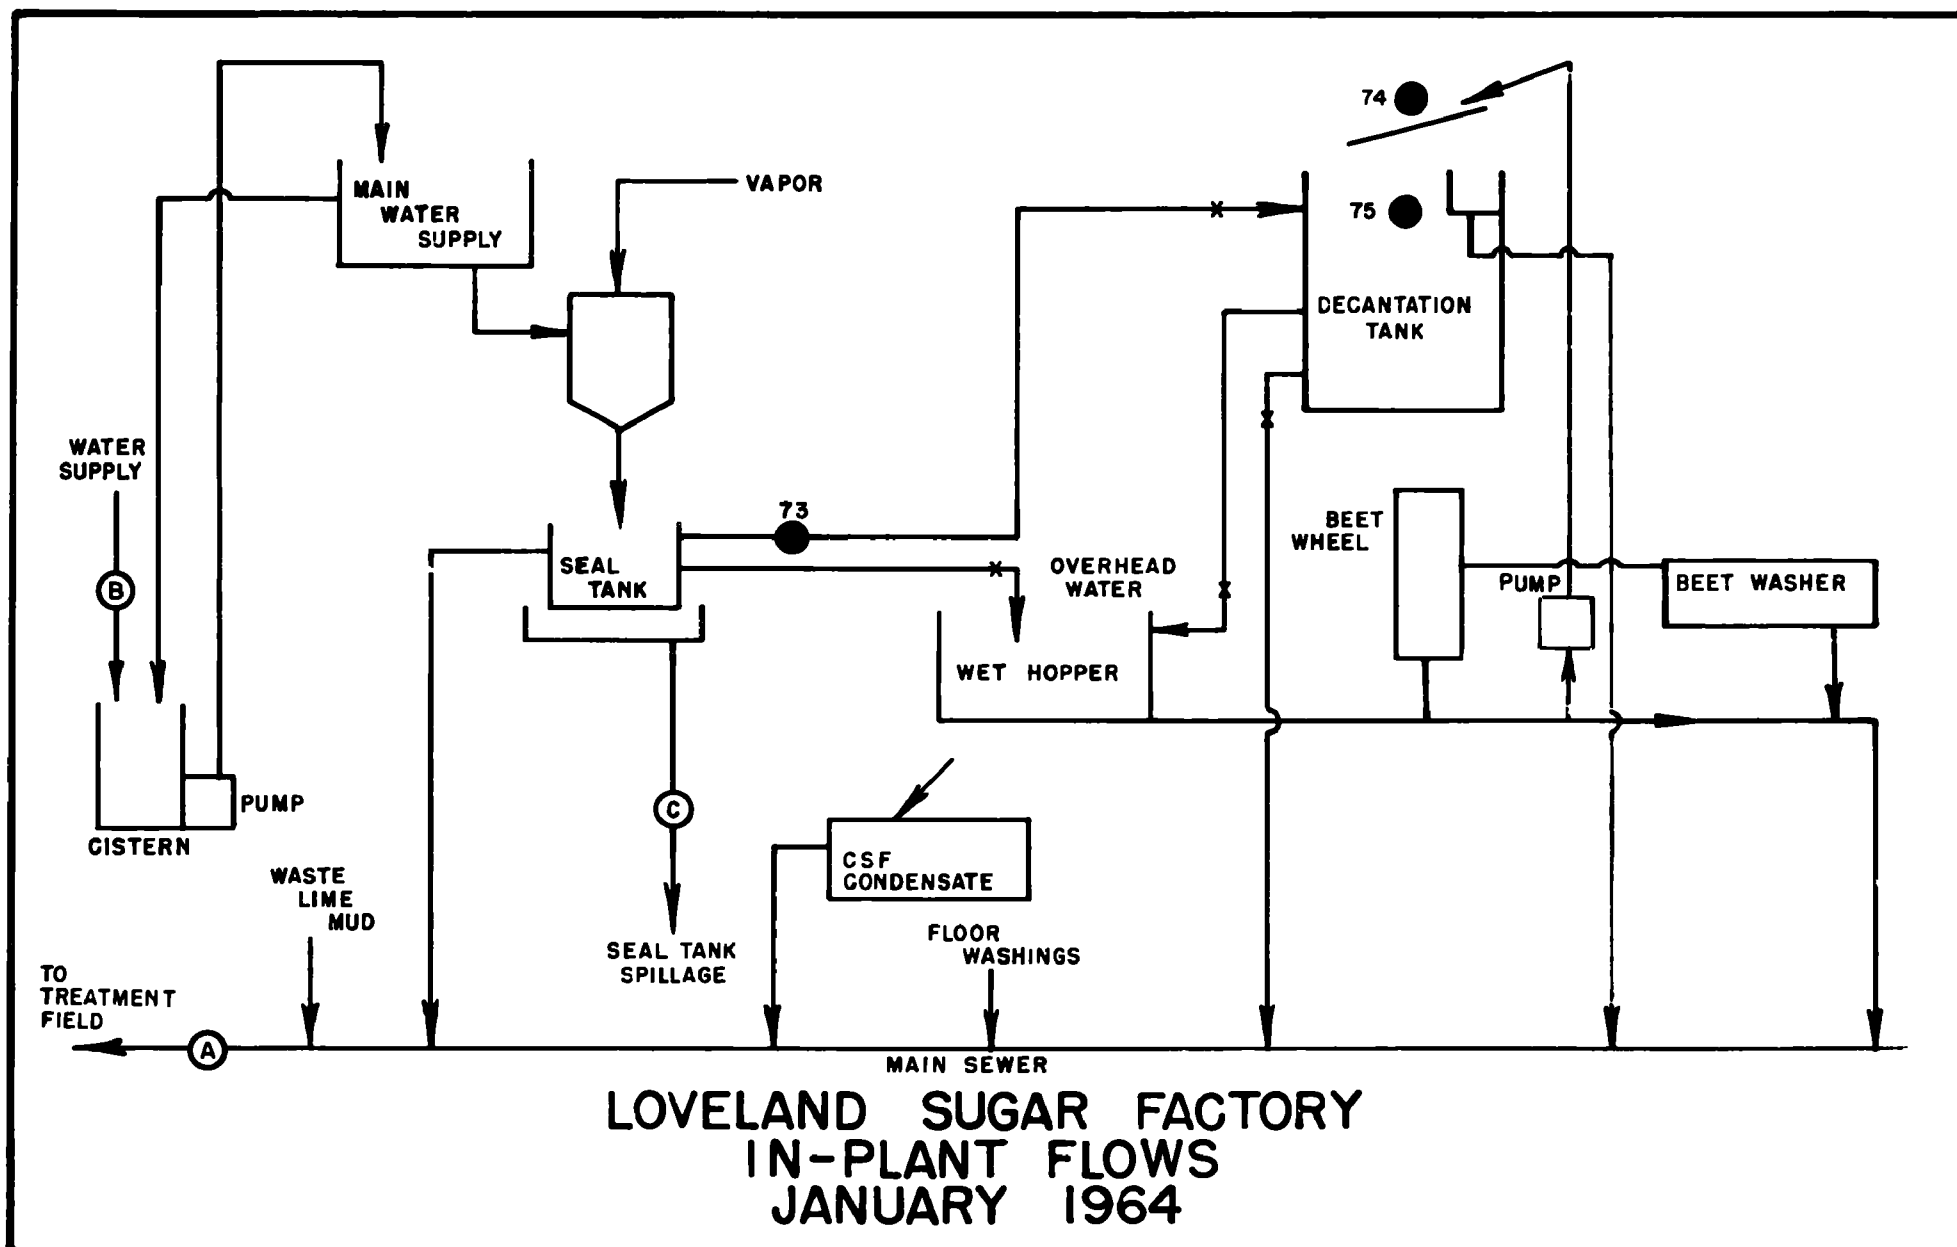 74
MAIN
WATER
SUPPLY
VAPOR
75
DECANTATION
TANK
WATER
SUPPLY
B
73
SEAL
TANK
OVERHEAD
WATER
BEET
WHEEL
PUMP
BEET WASHER
WET HOPPER
PUMP
CISTERN
C
CSF
CONDENSATE
WASTE
LIME
MUD
SEAL TANK
SPILLAGE
FLOOR
WASHINGS
TO
TREATMENT
FIELD
A
MAIN SEWER
LOVELAND SUGAR FACTORY
IN-PLANT FLOWS
JANUARY 1964